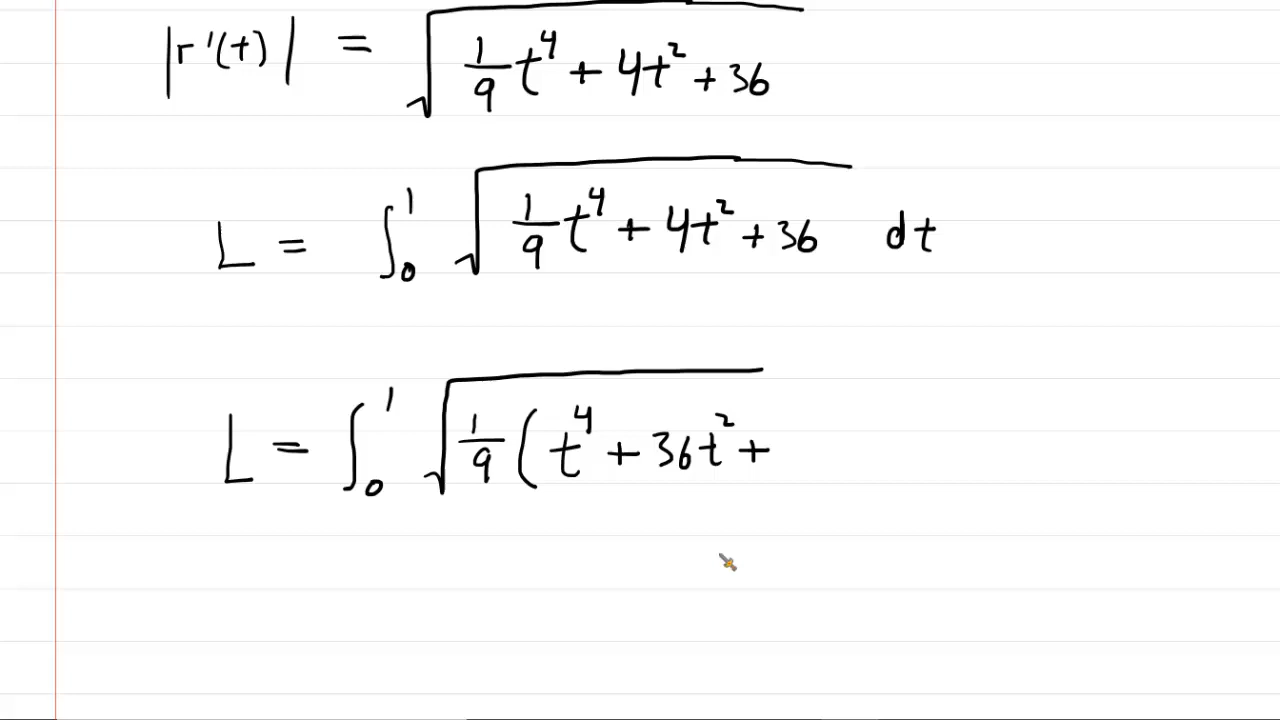 |r'(t)| = √(1/9 t⁴ + 4t² + 36
L = ∫₀¹ √(1/9 t⁴ + 4t² + 36 dt
L = ∫₀¹ √(1/9 (t⁴ + 36t² +